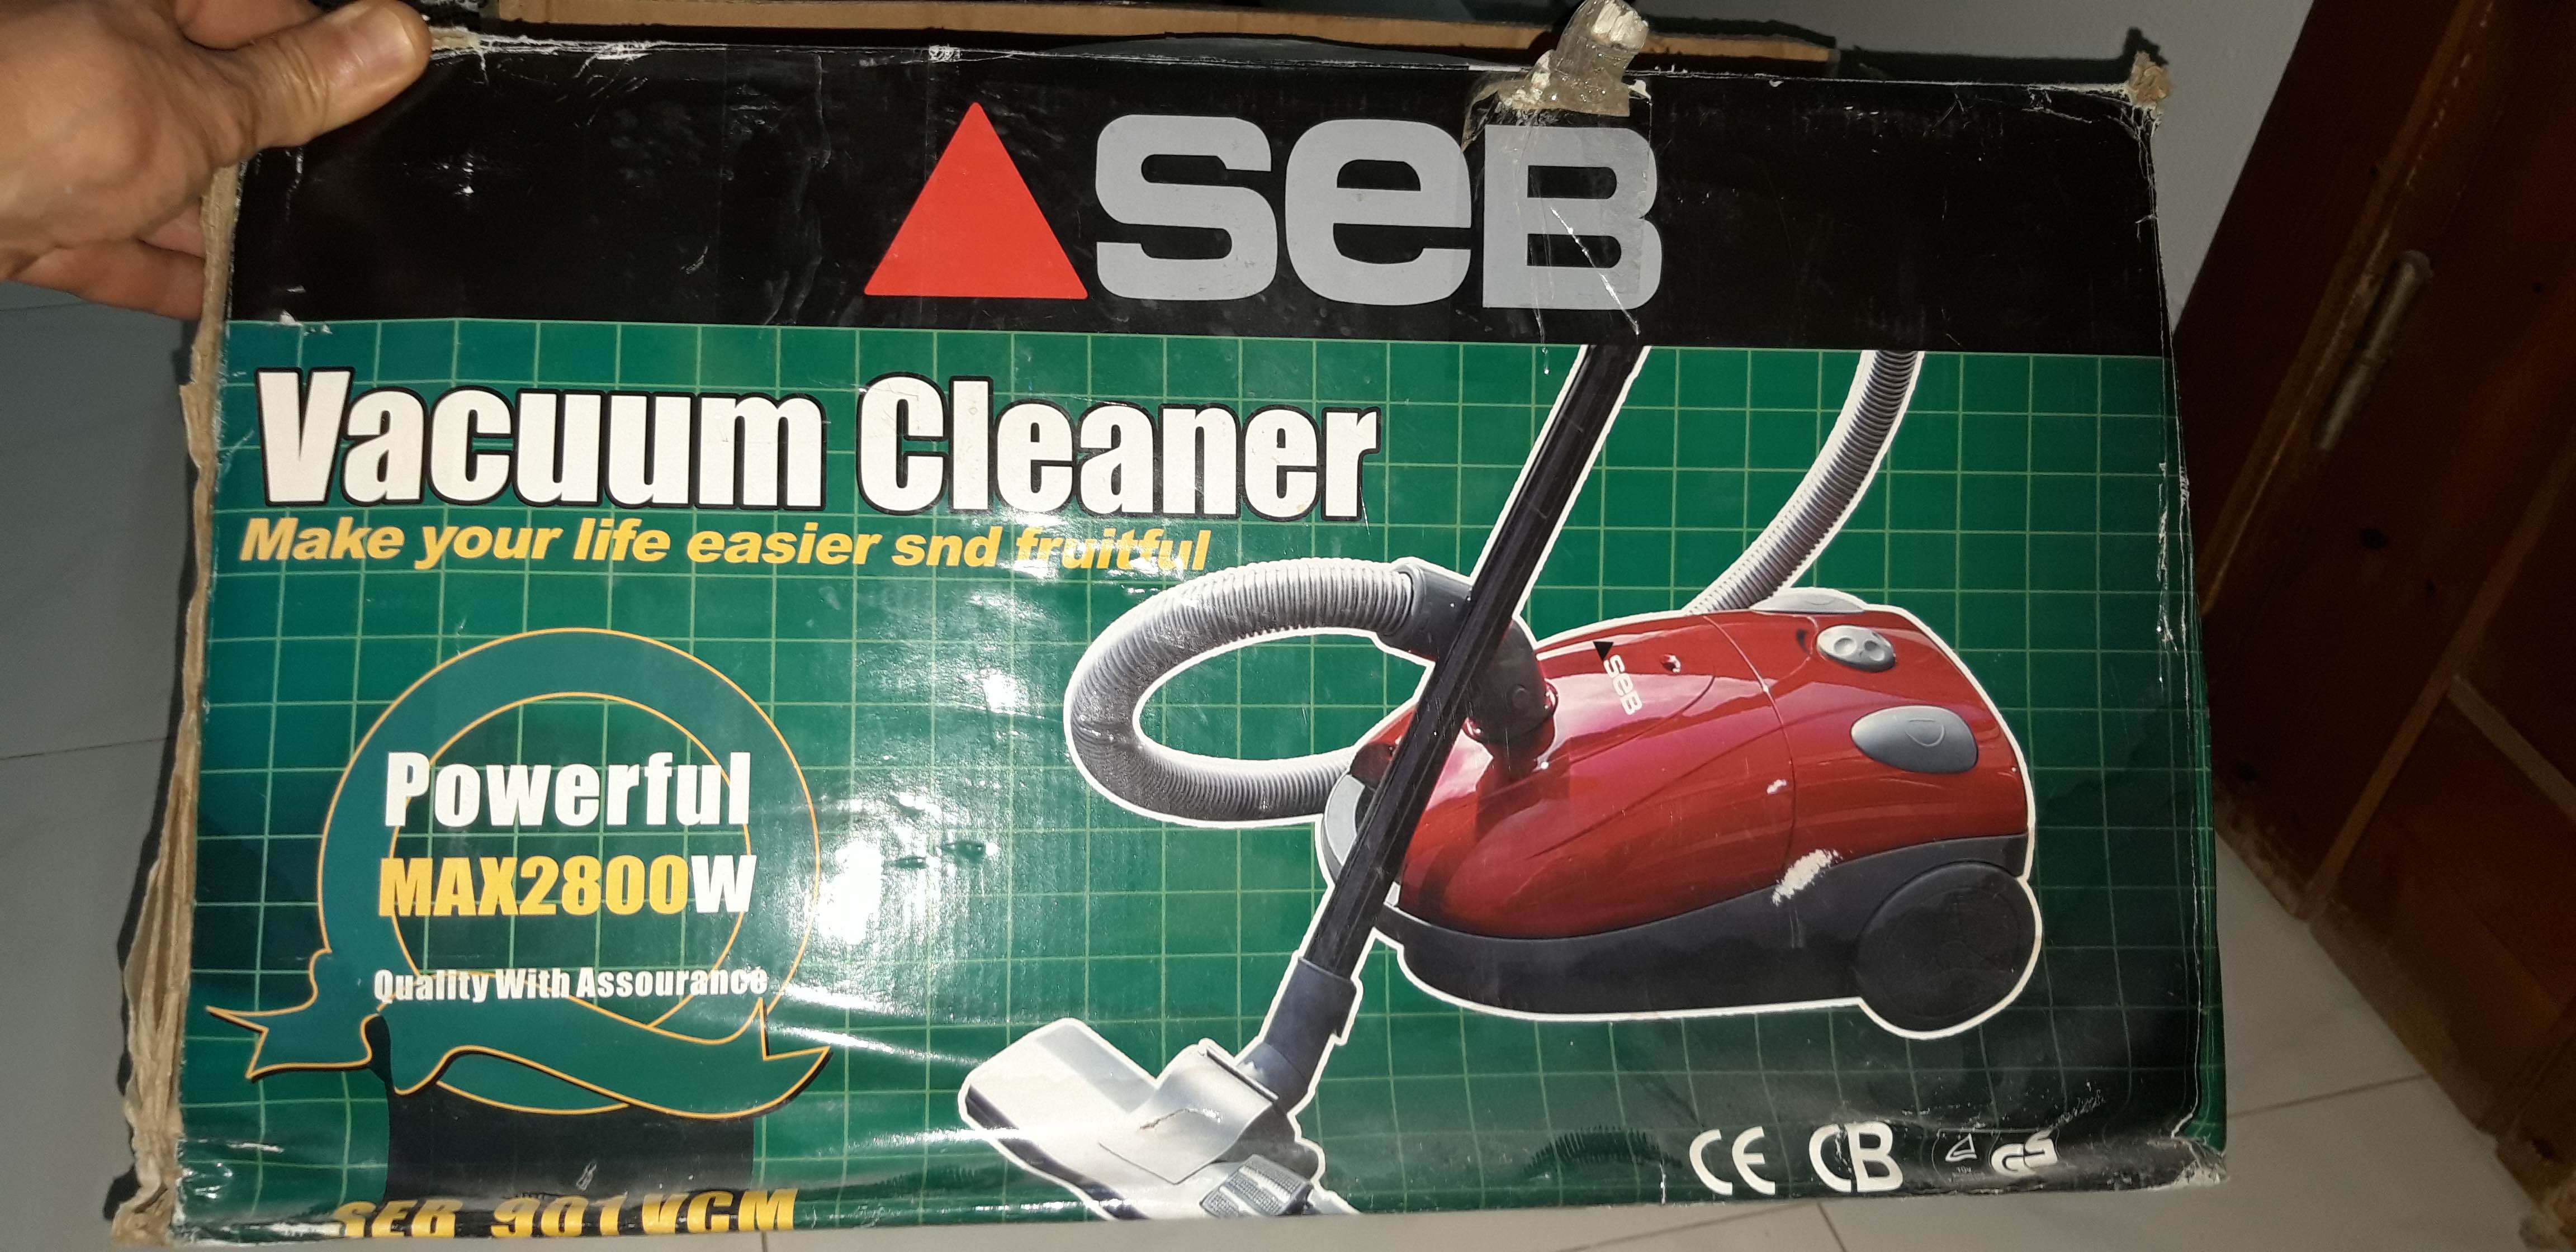 SEB
Vacuum Cleaner
Make your life easier snd fruitful
SEB
Powerful
MAX2800W
Quality With Assourance
CE CB TÜV GS
SEB 901VCM